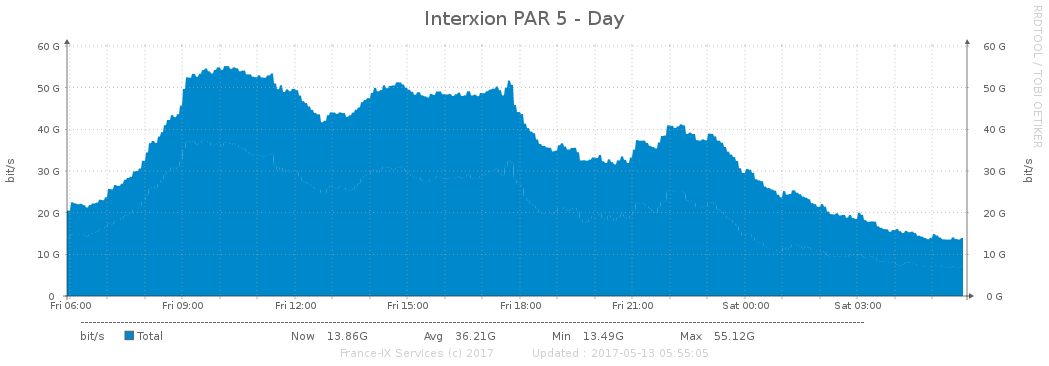 Interxion PAR 5 - Day
RRDTOOL / TOBI OETIKER
60 G 60 G
50 G 50 G
40 G 40 G
30 G 30 G
20 G 20 G
10 G 10 G
0 0 G
bit/s
bit/s
Fri 06:00 Fri 09:00 Fri 12:00 Fri 15:00 Fri 18:00 Fri 21:00 Sat 00:00 Sat 03:00
bit/s Total Now 13.86G Avg 36.21G Min 13.49G Max 55.12G
France-IX Services (c) 2017 Updated : 2017-05-13 05:55:05